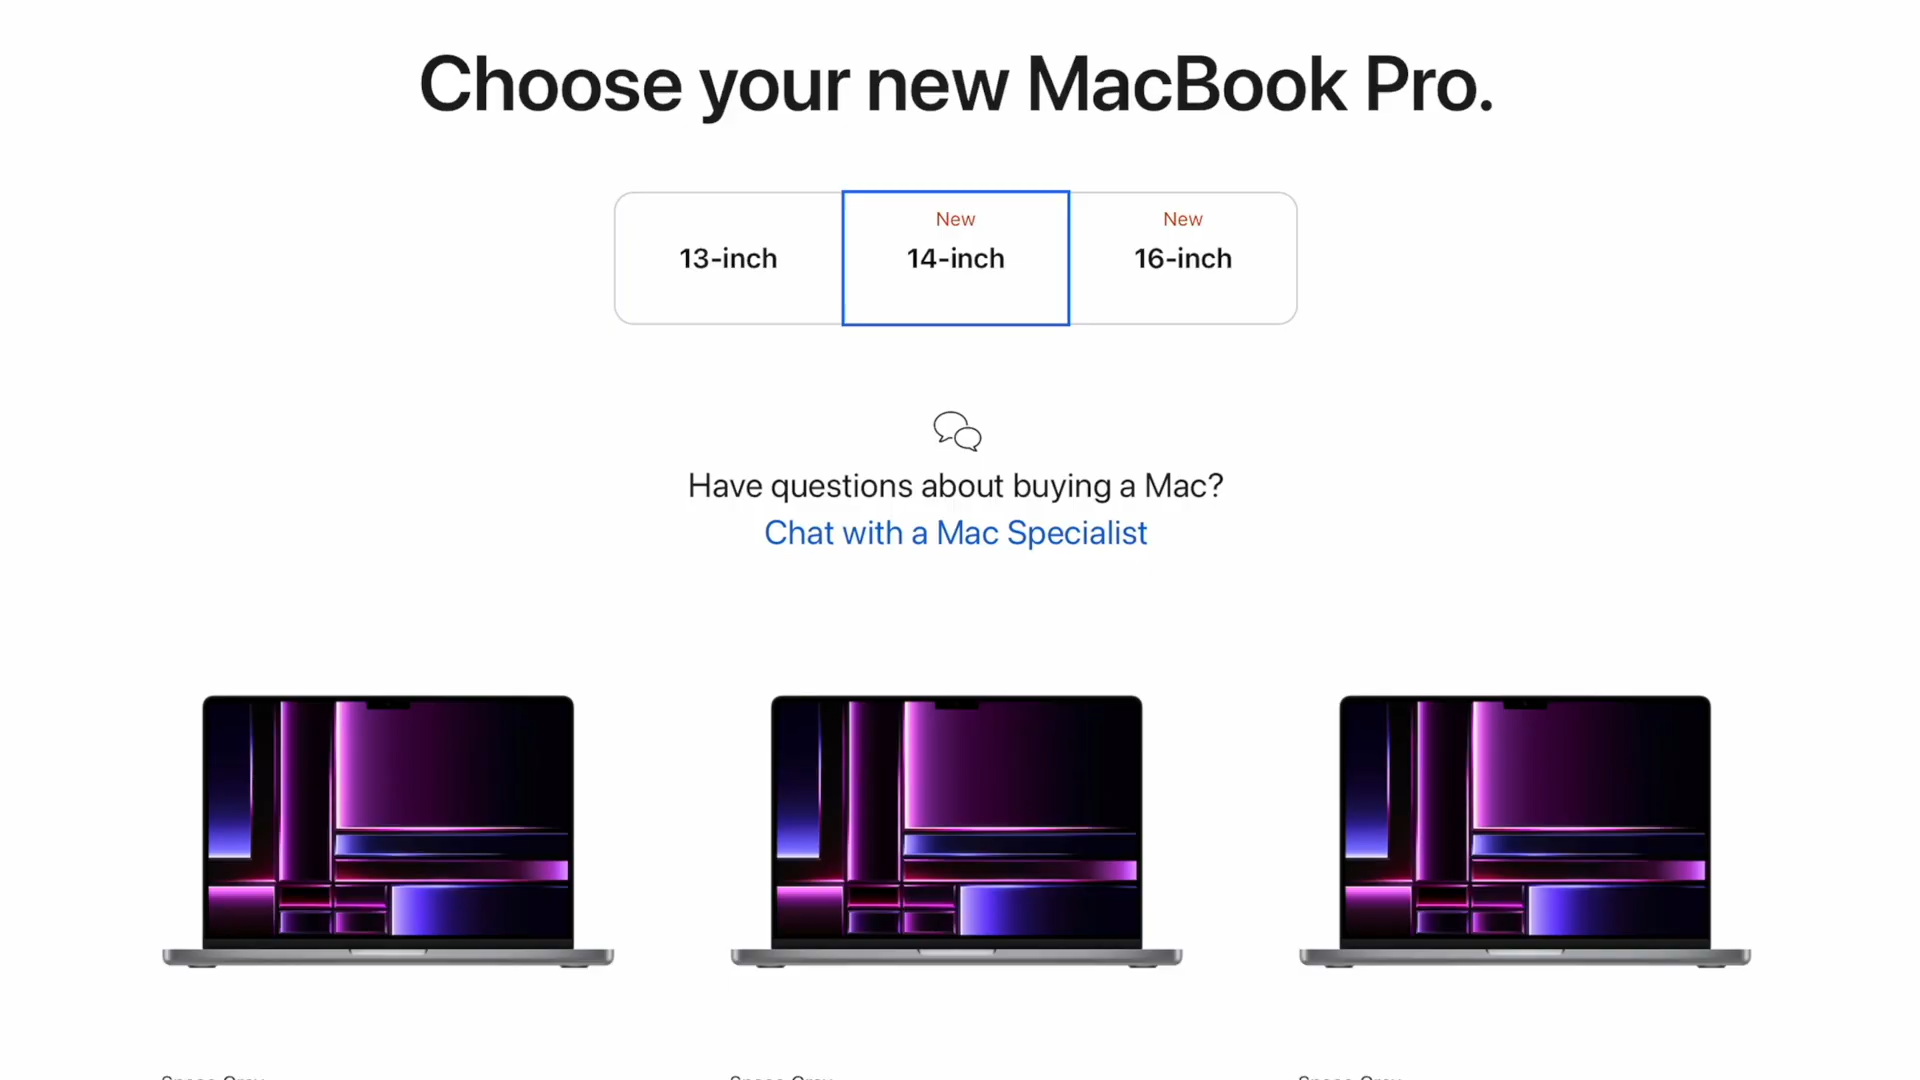 Choose your new MacBook Pro.
New
New
13-inch
14-inch
16-inch
Have questions about buying a Mac?
Chat with a Mac Specialist